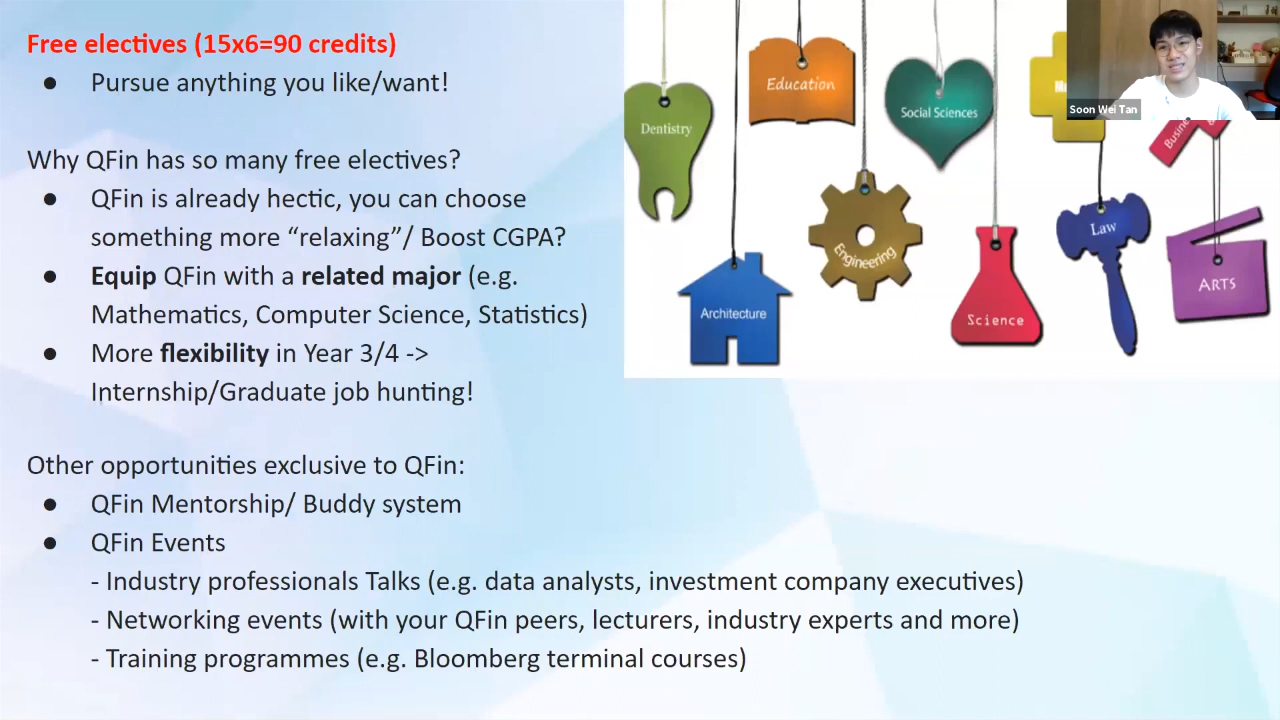 Free electives (15x6=90 credits)
● Pursue anything you like/want!
Why QFin has so many free electives?
● QFin is already hectic, you can choose
something more “relaxing”/ Boost CGPA?
● Equip QFin with a related major (e.g.
Mathematics, Computer Science, Statistics)
● More flexibility in Year 3/4 ->
Internship/Graduate job hunting!
Other opportunities exclusive to QFin:
● QFin Mentorship/ Buddy system
● QFin Events
- Industry professionals Talks (e.g. data analysts, investment company executives)
- Networking events (with your QFin peers, lecturers, industry experts and more)
- Training programmes (e.g. Bloomberg terminal courses)
Dentistry
Education
Social Sciences
Soon Wei Tan
Architecture
Engineering
Science
Law
ARTS